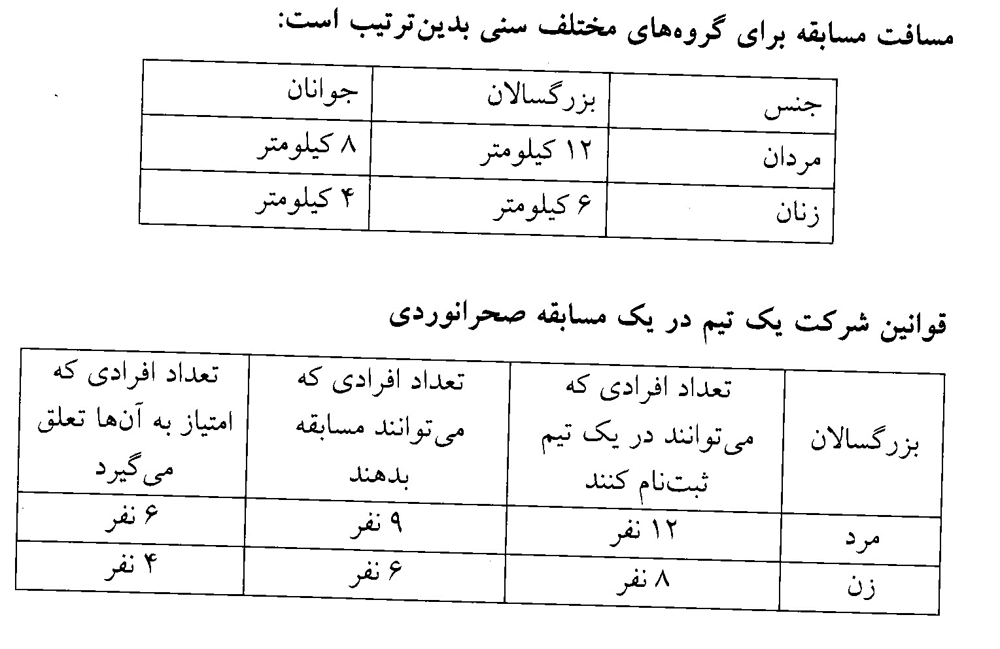 مسافت مسابقه برای گروه‌های مختلف سنی بدین‌ترتیب است:
جنس بزرگسالان جوانان
مردان ۱۲ کیلومتر ۸ کیلومتر
زنان ۶ کیلومتر ۴ کیلومتر
قوانین شرکت یک تیم در یک مسابقه صحرانوردی
بزرگسالان
تعداد افرادی که
می‌توانند در یک تیم
ثبت‌نام کنند
تعداد افرادی که
می‌توانند مسابقه
بدهند
تعداد افرادی که
امتیاز به آن‌ها تعلق
می‌گیرد
مرد ۱۲ نفر ۹ نفر ۶ نفر
زن ۸ نفر ۶ نفر ۴ نفر